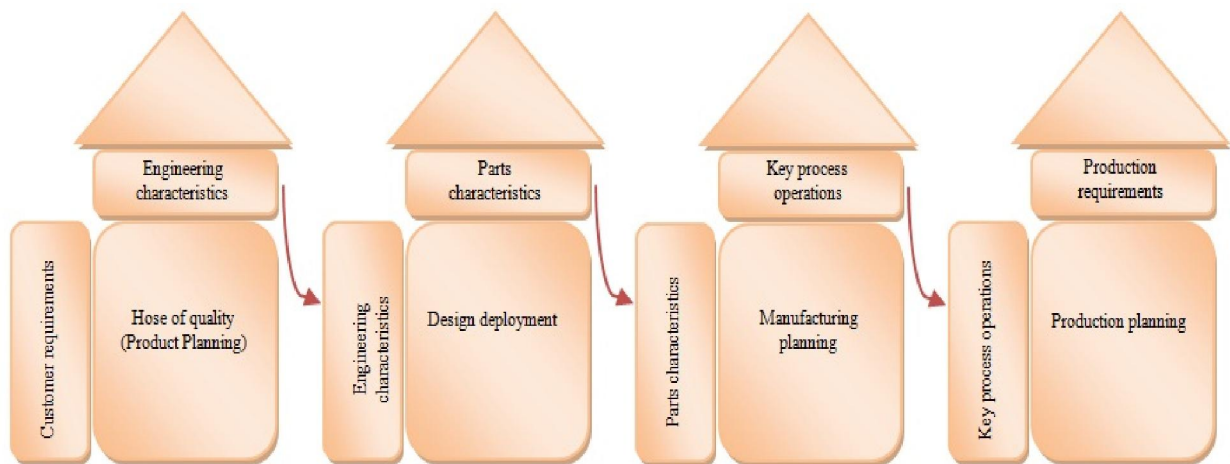 Engineering
characteristics
Parts
characteristics
Key process
operations
Production
requirements
Customer requirements
Hose of quality
(Product Planning)
Engineering
characteristics
Design deployment
Parts characteristics
Manufacturing
planning
Key process operations
Production planning